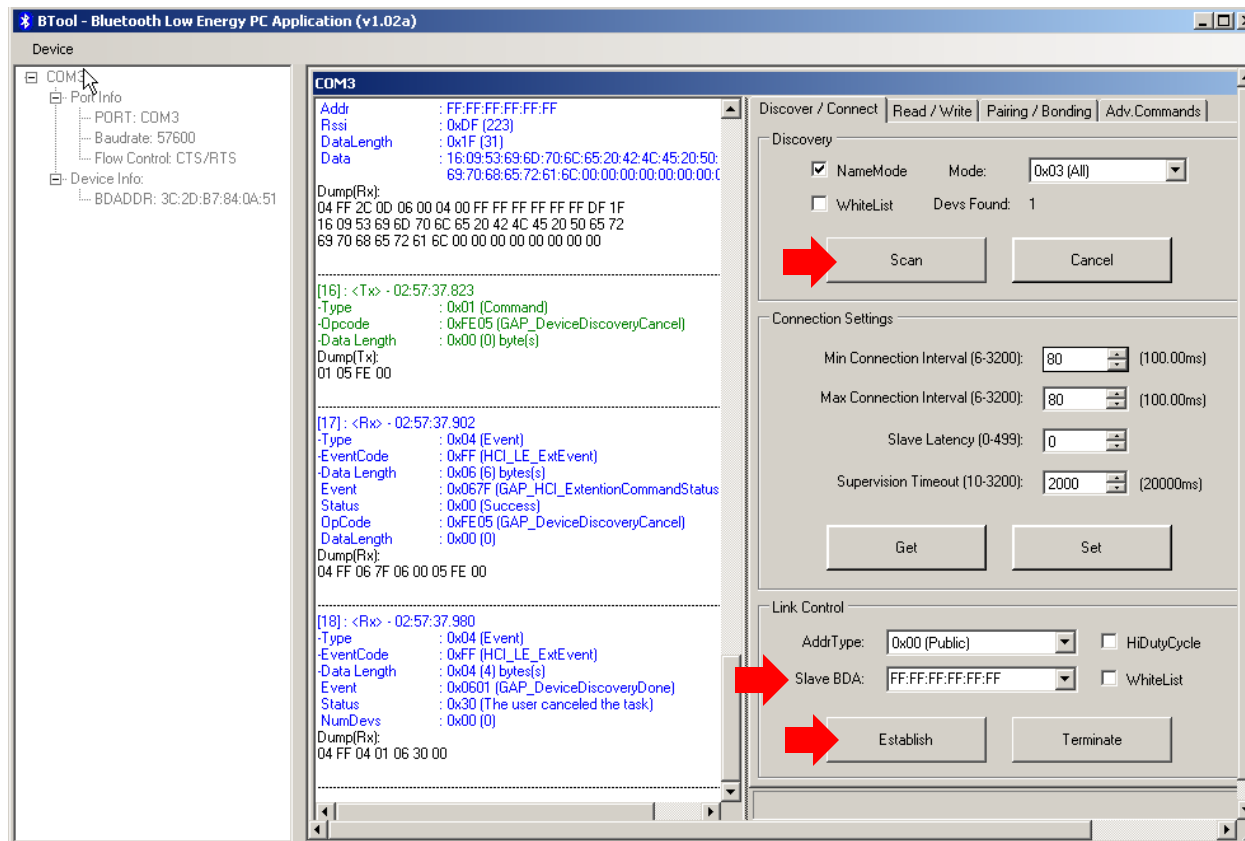 BTool - Bluetooth Low Energy PC Application (v1.02a)
Device
COM3
Port Info
PORT: COM3
Baudrate: 57600
Flow Control: CTS/RTS
Device Info:
BDADDR: 3C:2D:B7:84:0A:51
COM3
Addr : FF:FF:FF:FF:FF:FF
Rssi : 0xDF (223)
DataLength : 0x1F (31)
Data : 16:09:53:69:6D:70:6C:65:20:42:4C:45:20:50:
69:70:68:65:72:61:6C:00:00:00:00:00:00:00:0
Dump(Rx):
04 FF 2C 0D 06 00 04 00 FF FF FF FF FF FF DF 1F
16 09 53 69 6D 70 6C 65 20 42 4C 45 20 50 65 72
69 70 68 65 72 61 6C 00 00 00 00 00 00 00 00
[16] : <Tx> - 02:57:37.823
-Type : 0x01 (Command)
-Opcode : 0xFE05 (GAP_DeviceDiscoveryCancel)
-Data Length : 0x00 (0) byte(s)
Dump(Tx):
01 05 FE 00
[17] : <Rx> - 02:57:37.902
-Type : 0x04 (Event)
-EventCode : 0xFF (HCI_LE_ExtEvent)
-Data Length : 0x06 (6) bytes(s)
Event : 0x067F (GAP_HCI_ExtentionCommandStatus
Status : 0x00 (Success)
OpCode : 0xFE05 (GAP_DeviceDiscoveryCancel)
DataLength : 0x00 (0)
Dump(Rx):
04 FF 06 7F 06 00 05 FE 00
[18] : <Rx> - 02:57:37.980
-Type : 0x04 (Event)
-EventCode : 0xFF (HCI_LE_ExtEvent)
-Data Length : 0x04 (4) bytes(s)
Event : 0x0601 (GAP_DeviceDiscoveryDone)
Status : 0x30 (The user canceled the task)
NumDevs : 0x00 (0)
Dump(Rx):
04 FF 04 01 06 30 00
Discover / Connect Read / Write Pairing / Bonding Adv.Commands
Discovery
NameMode Mode: 0x03 (All)
WhiteList Devs Found: 1
Scan Cancel
Connection Settings
Min Connection Interval (6-3200): 80 (100.00ms)
Max Connection Interval (6-3200): 80 (100.00ms)
Slave Latency (0-499): 0
Supervision Timeout (10-3200): 2000 (20000ms)
Get Set
Link Control
AddrType: 0x00 (Public) HiDutyCycle
Slave BDA: FF:FF:FF:FF:FF:FF WhiteList
Establish Terminate